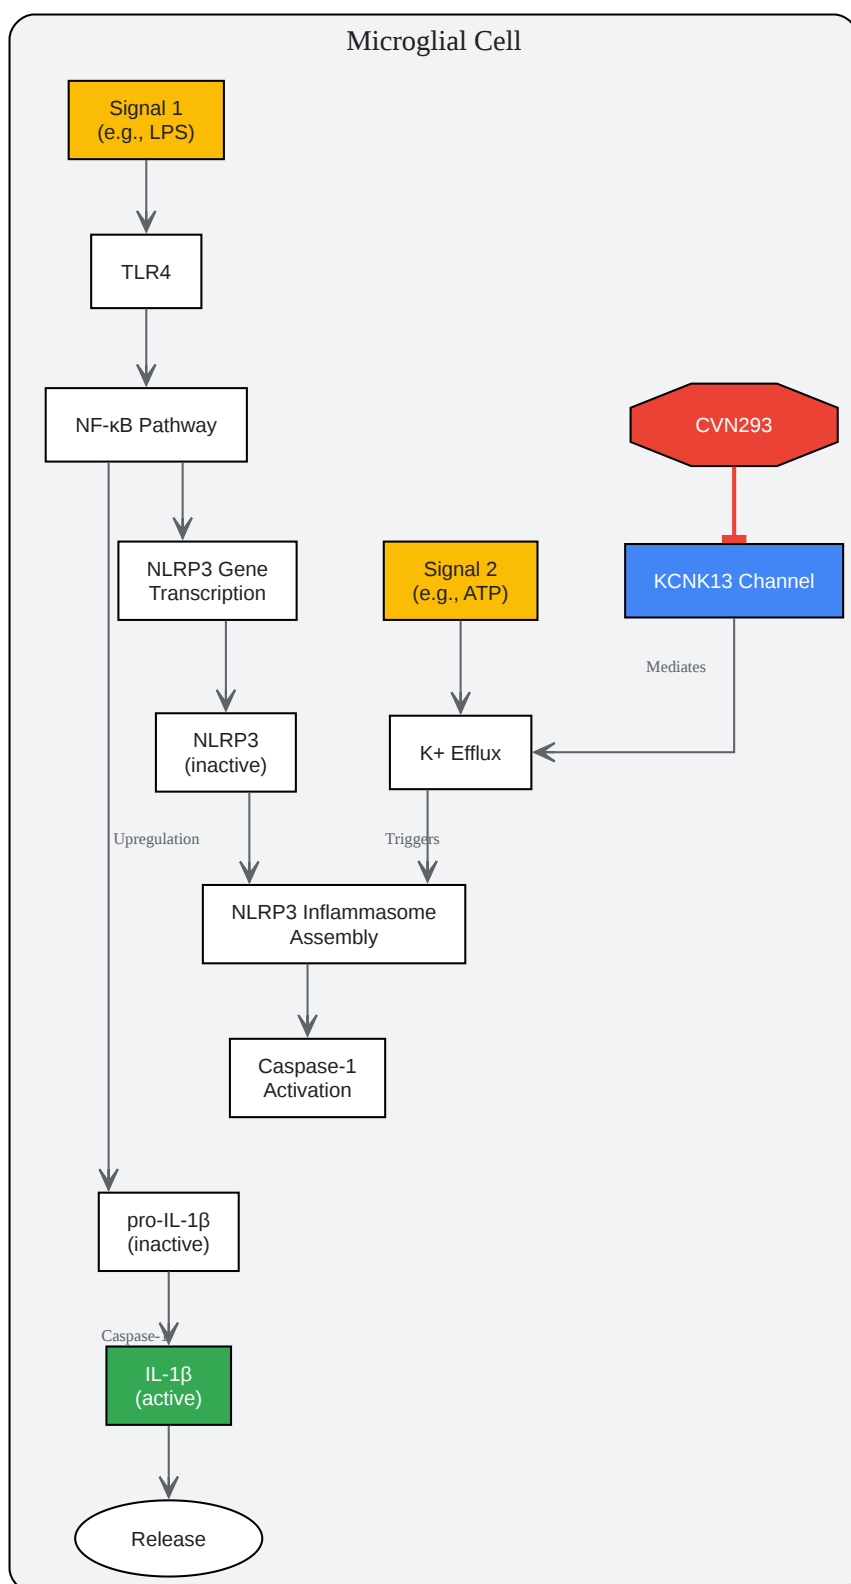 Microglial Cell
Signal 1
(e.g., LPS)
TLR4
NF-κB Pathway
CVN293
NLRP3 Gene
Transcription
Signal 2
(e.g., ATP)
KCNK13 Channel
Mediates
NLRP3
(inactive)
K+ Efflux
Upregulation
Triggers
NLRP3 Inflammasome
Assembly
Caspase-1
Activation
pro-IL-1β
(inactive)
Caspase-1
IL-1β
(active)
Release